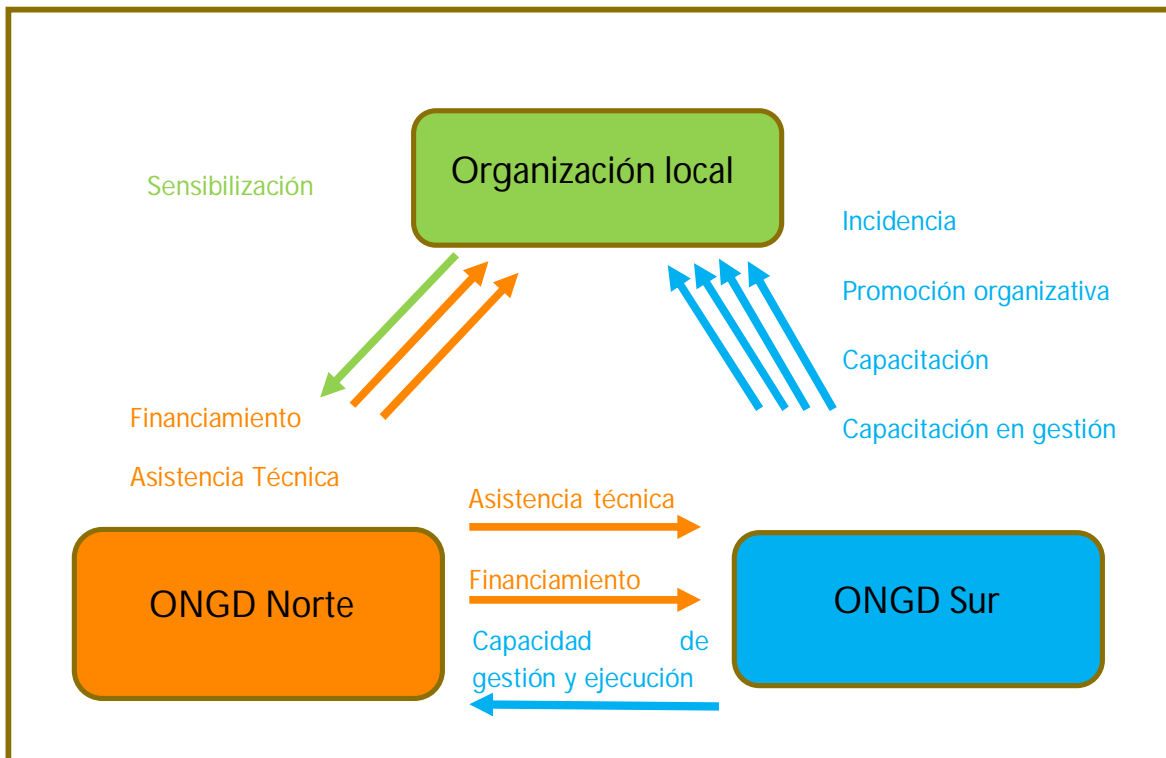 Organización local
Sensibilización
Incidencia
Promoción organizativa
Capacitación
Capacitación en gestión
Financiamiento
Asistencia Técnica
Asistencia técnica
Financiamiento
Capacidad de
gestión y ejecución
ONGD Norte
ONGD Sur